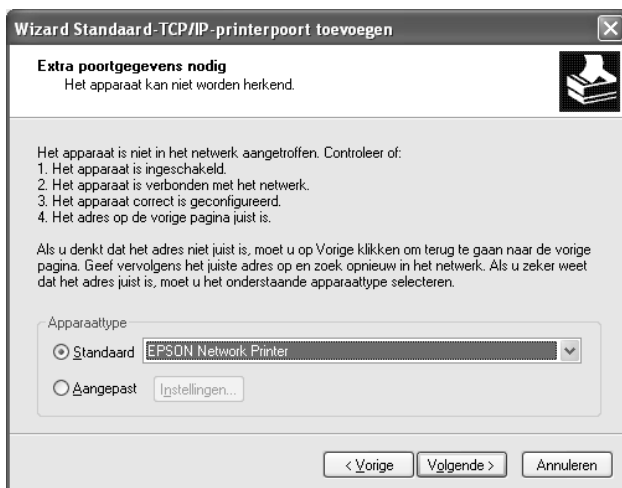 Wizard Standaard-TCP/IP-printerpoort toevoegen
Extra poortgegevens nodig
Het apparaat kan niet worden herkend.
Het apparaat is niet in het netwerk aangetroffen. Controleer of:
1. Het apparaat is ingeschakeld.
2. Het apparaat is verbonden met het netwerk.
3. Het apparaat correct is geconfigureerd.
4. Het adres op de vorige pagina juist is.
Als u denkt dat het adres niet juist is, moet u op Vorige klikken om terug te gaan naar de vorige
pagina. Geef vervolgens het juiste adres op en zoek opnieuw in het netwerk. Als u zeker weet
dat het adres juist is, moet u het onderstaande apparaattype selecteren.
Apparaattype
Standaard EPSON Network Printer
Aangepast Instellingen...
< Vorige Volgende > Annuleren